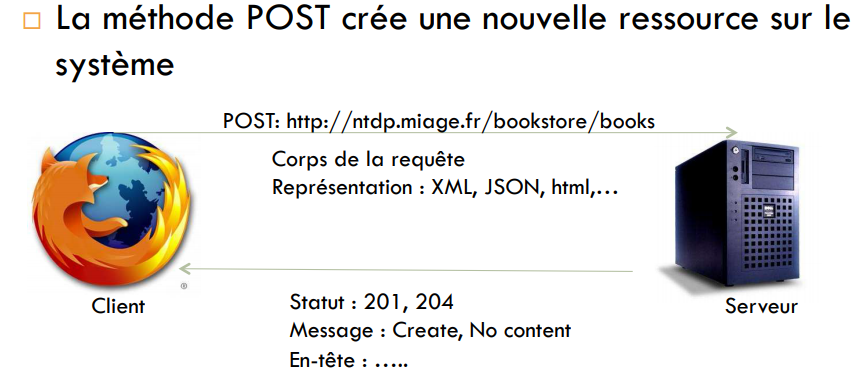 La méthode POST crée une nouvelle ressource sur le
système
POST: http://ntdp.miage.fr/bookstore/books
Corps de la requête
Représentation : XML, JSON, html,…
®
Client
Statut : 201, 204
Message : Create, No content
En-tête : …..
Serveur